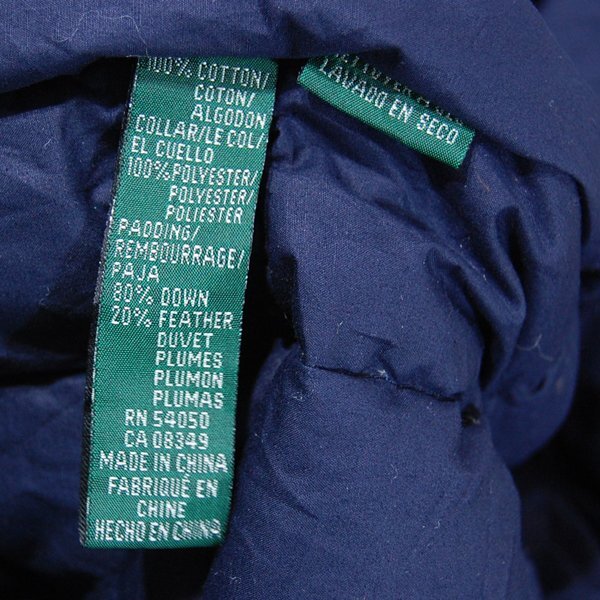 100% COTTON/
COTON/
ALGODON
COLLAR/LE COL/
EL CUELLO
100% POLYESTER/
POLYESTER/
POLIESTER
PADDING/
REMBOURRAGE/
PAJA
80% DOWN
20% FEATHER
DUVET
PLUMES
PLUMON
PLUMAS
RN 54050
CA 08349
MADE IN CHINA
FABRIQUÉ EN
CHINE
HECHO EN CHINA
LAVADO EN SECO